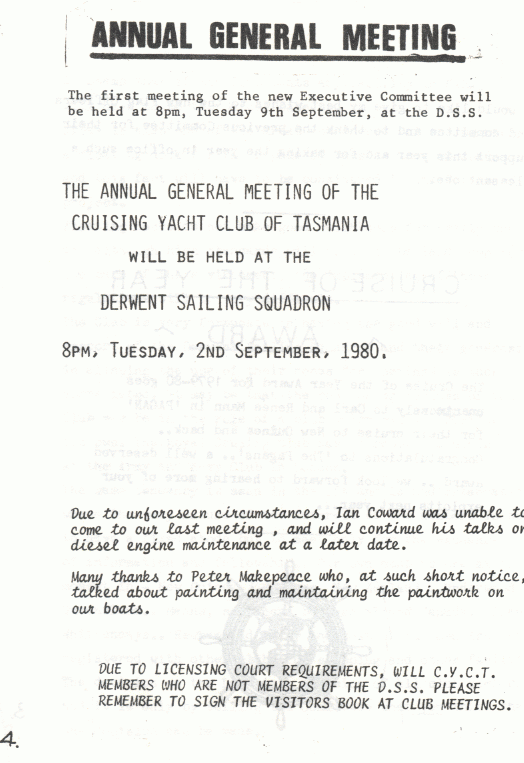 ANNUAL GENERAL MEETING
The first meeting of the new Executive Committee will
be held at 8pm, Tuesday 9th September, at the D.S.S.
THE ANNUAL GENERAL MEETING OF THE
CRUISING YACHT CLUB OF TASMANIA
WILL BE HELD AT THE
DERWENT SAILING SQUADRON
8PM, TUESDAY, 2ND SEPTEMBER, 1980.
Due to unforeseen circumstances, Ian Coward was unable to
come to our last meeting , and will continue his talks on
diesel engine maintenance at a later date.
Many thanks to Peter Makepeace who, at such short notice,
talked about painting and maintaining the paintwork on
our boats.
DUE TO LICENSING COURT REQUIREMENTS, WILL C.Y.C.T.
MEMBERS WHO ARE NOT MEMBERS OF THE D.S.S. PLEASE
REMEMBER TO SIGN THE VISITORS BOOK AT CLUB MEETINGS.
4.